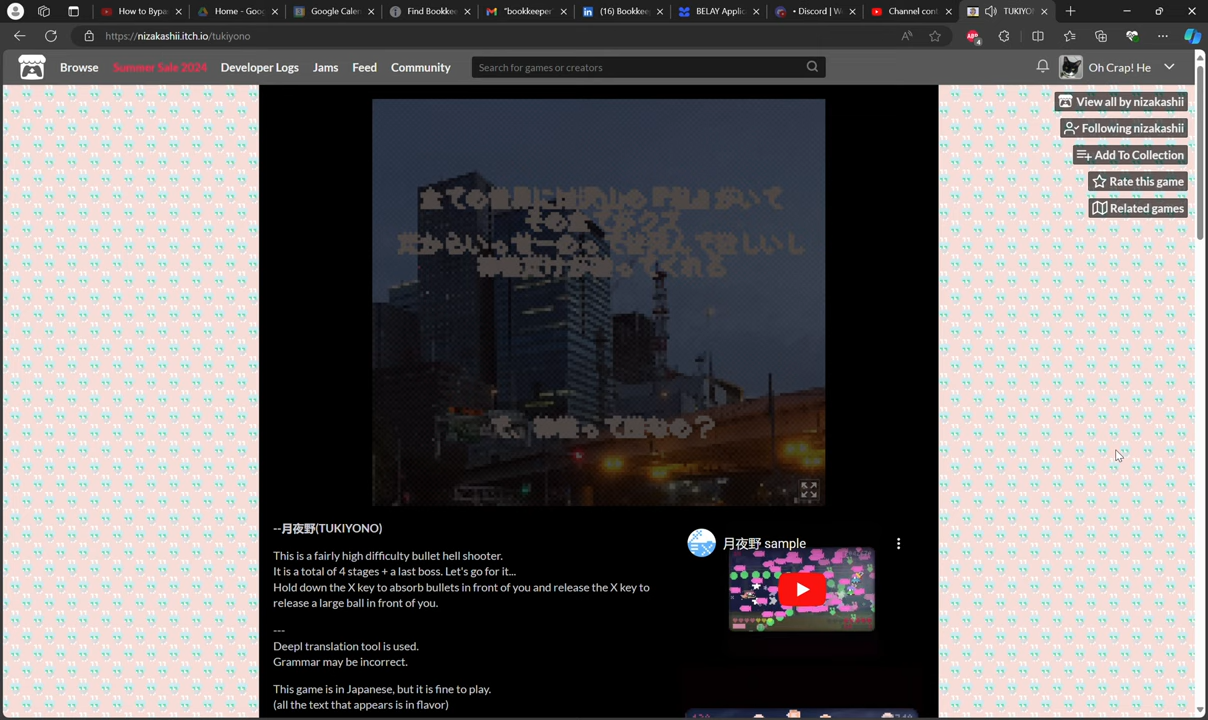 How to Bypas
Home - Goog
Google Calen
Find Bookkee
"bookkeeper"
(16) Bookkee
BELAY Applic
• Discord | W
Channel cont
TUKIYO
https://nizakashii.itch.io/tukiyono
Browse
Summer Sale 2024
Developer Logs
Jams
Feed
Community
Search for games or creators
Oh Crap! He
View all by nizakashii
Following nizakashii
Add To Collection
Rate this game
Related games
--月夜野(TUKIYONO)
This is a fairly high difficulty bullet hell shooter.
It is a total of 4 stages + a last boss. Let's go for it...
Hold down the X key to absorb bullets in front of you and release the X key to
release a large ball in front of you.
---
Deepl translation tool is used.
Grammar may be incorrect.
This game is in Japanese, but it is fine to play.
(all the text that appears is in flavor)
月夜野 sample